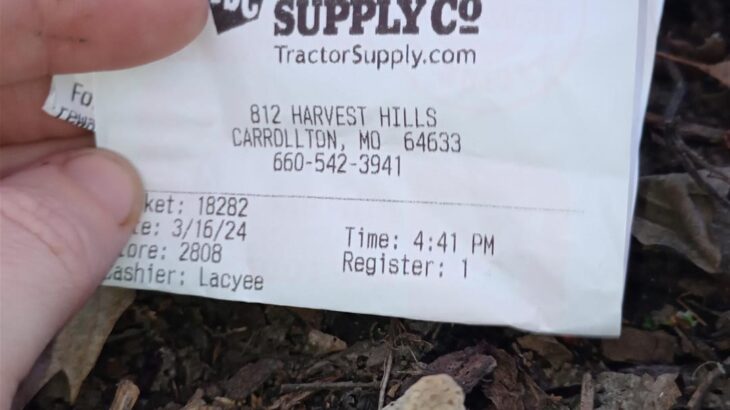 SUPPLY CO
TractorSupply.com
812 HARVEST HILLS
CARROLLTON, MO 64633
660-542-3941
ket: 18282
te: 3/16/24 Time: 4:41 PM
ore: 2808 Register: 1
ashier: Lacyee
Fo